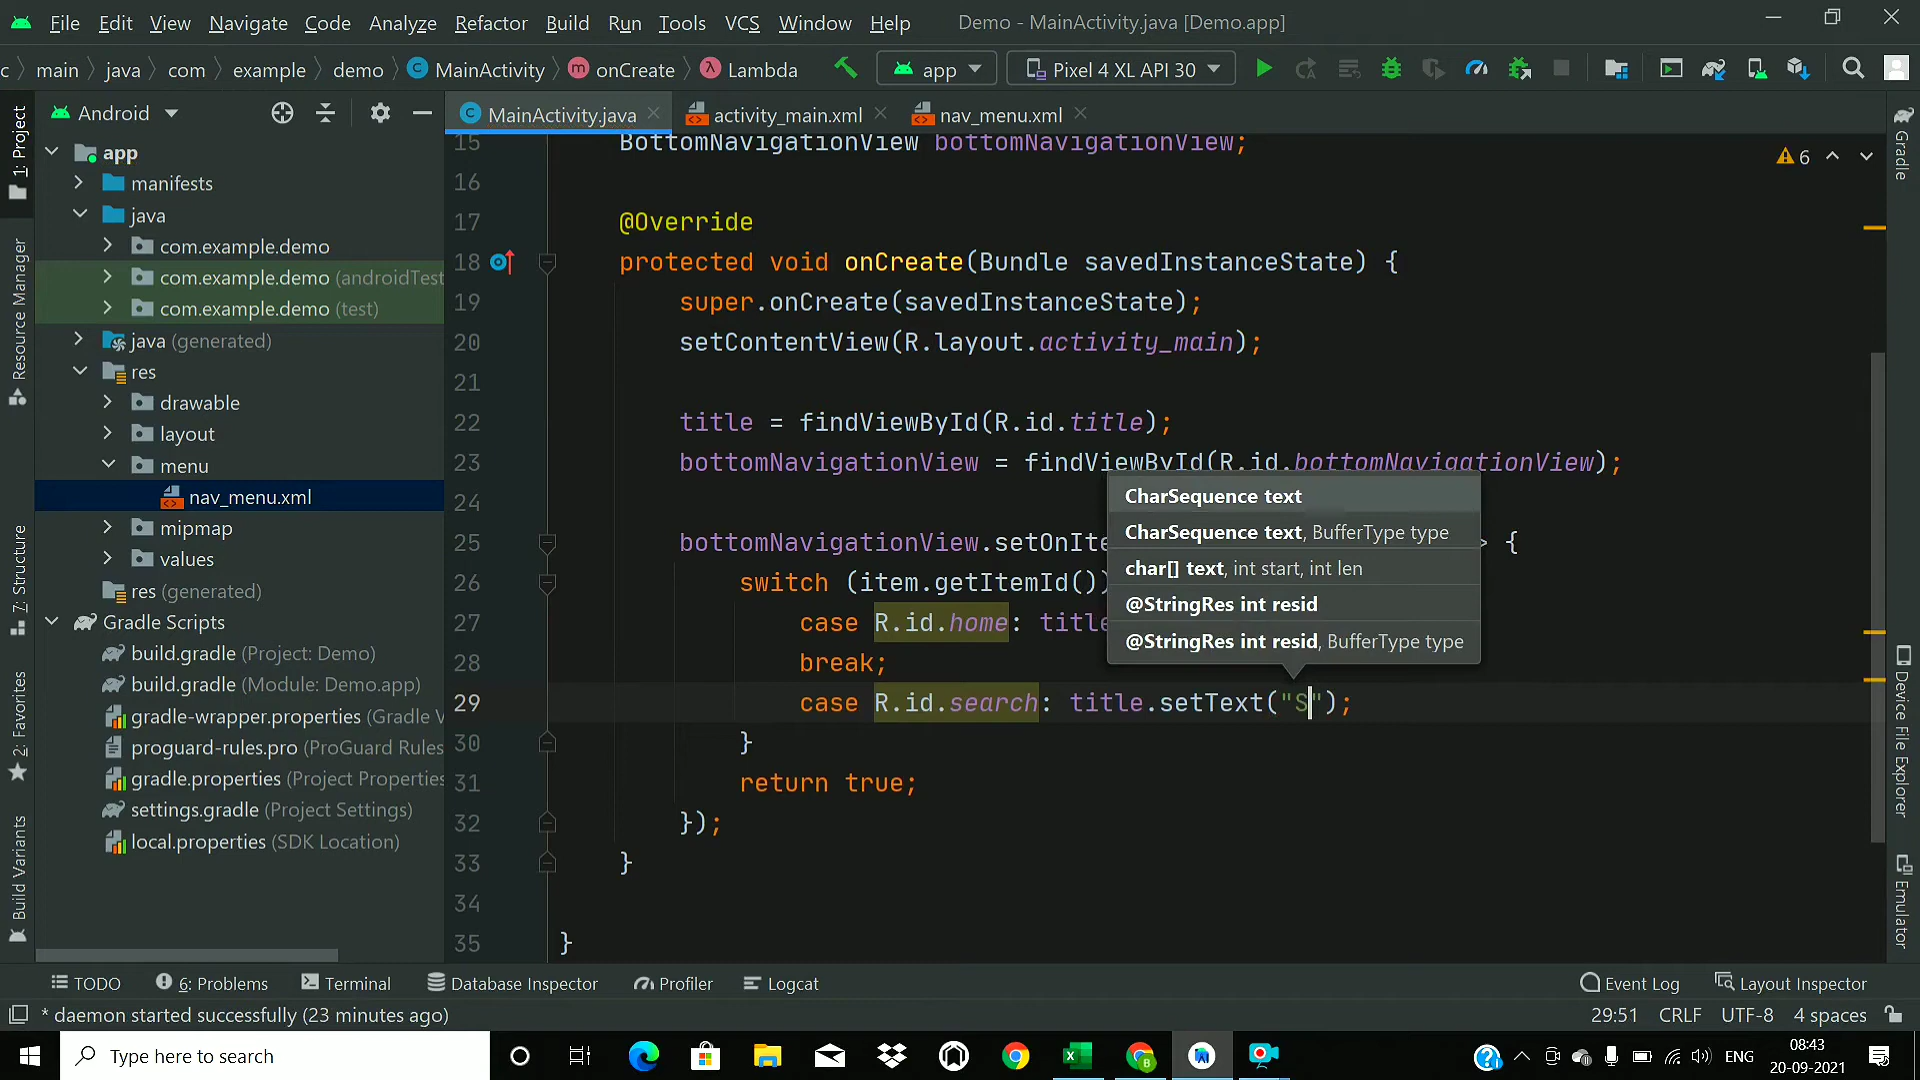 File Edit View Navigate Code Analyze Refactor Build Run Tools VCS Window Help Demo - MainActivity.java [Demo.app]
c main java com example demo MainActivity onCreate Lambda app Pixel 4 XL API 30
Android
MainActivity.java activity_main.xml nav_menu.xml
1: Project
Resource Manager
7: Structure
2: Favorites
Build Variants
app
manifests
java
com.example.demo
com.example.demo (androidTest
com.example.demo (test)
java (generated)
res
drawable
layout
menu
nav_menu.xml
mipmap
values
res (generated)
Gradle Scripts
build.gradle (Project: Demo)
build.gradle (Module: Demo.app)
gradle-wrapper.properties (Gradle V
proguard-rules.pro (ProGuard Rules
gradle.properties (Project Properties
settings.gradle (Project Settings)
local.properties (SDK Location)
15 BottomNavigationView bottomNavigationView;
16
17 @Override
18 protected void onCreate(Bundle savedInstanceState) {
19 super.onCreate(savedInstanceState);
20 setContentView(R.layout.activity_main);
21
22 title = findViewById(R.id.title);
23 bottomNavigationView = findViewById(R.id.bottomNavigationView);
24
25 bottomNavigationView.setOnIte > {
26 switch (item.getItemId())
27 case R.id.home: title
28 break;
29 case R.id.search: title.setText("S");
30 }
31 return true;
32 });
33 }
34
35 }
CharSequence text
CharSequence text, BufferType type
char[] text, int start, int len
@StringRes int resid
@StringRes int resid, BufferType type
6
Gradle
Device File Explorer
Emulator
TODO 6: Problems Terminal Database Inspector Profiler Logcat Event Log Layout Inspector
* daemon started successfully (23 minutes ago) 29:51 CRLF UTF-8 4 spaces
Type here to search ENG 08:43
20-09-2021